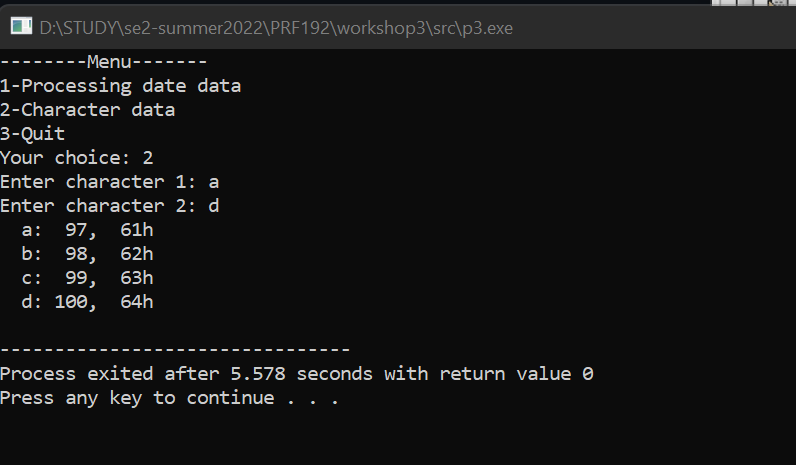 D:\STUDY\se2-summer2022\PRF192\workshop3\src\p3.exe
--------Menu-------
1-Processing date data
2-Character data
3-Quit
Your choice: 2
Enter character 1: a
Enter character 2: d
  a:  97,  61h
  b:  98,  62h
  c:  99,  63h
  d: 100,  64h
--------------------------------
Process exited after 5.578 seconds with return value 0
Press any key to continue . . .